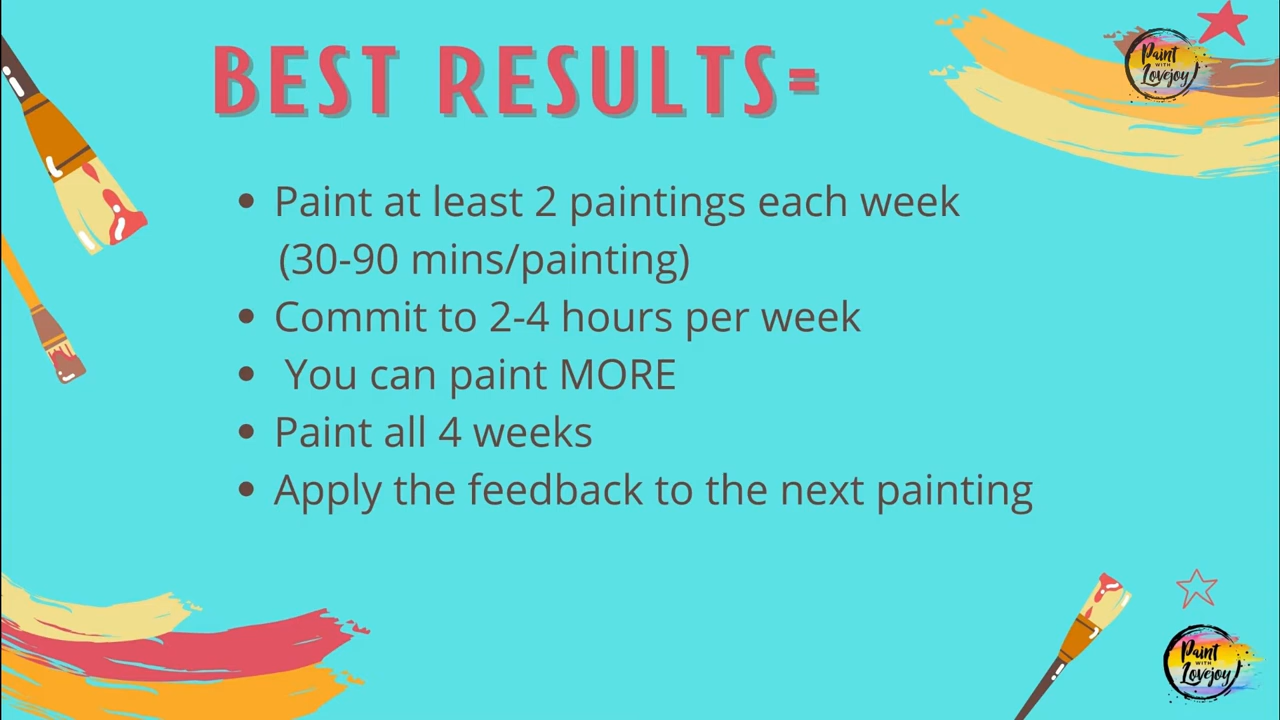 BEST RESULTS=
Paint
WITH
Lovejoy
• Paint at least 2 paintings each week
(30-90 mins/painting)
• Commit to 2-4 hours per week
• You can paint MORE
• Paint all 4 weeks
• Apply the feedback to the next painting
Paint
WITH
Lovejoy